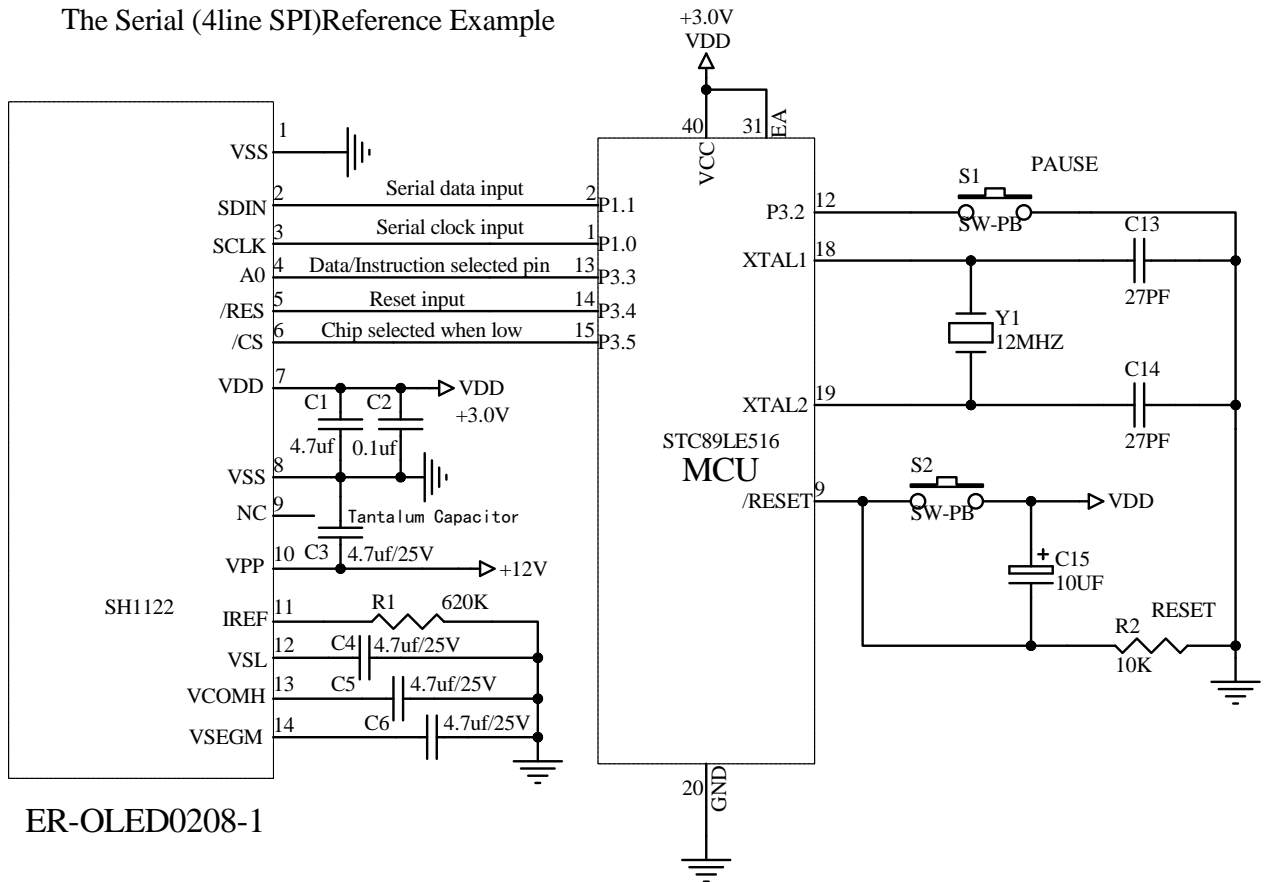 The Serial (4line SPI)Reference Example
+3.0V
VDD
40
31
EA
VCC
1
VSS
2
SDIN
Serial data input
2
P1.1
3
SCLK
Serial clock input
1
P1.0
4
A0
Data/Instruction selected pin
13
P3.3
5
/RES
Reset input
14
P3.4
6
/CS
Chip selected when low
15
P3.5
7
VDD
VDD
+3.0V
C1
C2
4.7uf
0.1uf
8
VSS
9
NC
Tantalum Capacitor
10
VPP
C3
4.7uf/25V
+12V
SH1122
11
IREF
R1
620K
12
VSL
C4
4.7uf/25V
13
VCOMH
C5
4.7uf/25V
14
VSEGM
C6
4.7uf/25V
ER-OLED0208-1
STC89LE516
MCU
P3.2
12
S1
PAUSE
SW-PB
XTAL1
18
C13
27PF
Y1
12MHZ
XTAL2
19
C14
27PF
/RESET
9
S2
SW-PB
VDD
+
C15
10UF
RESET
R2
10K
20
GND